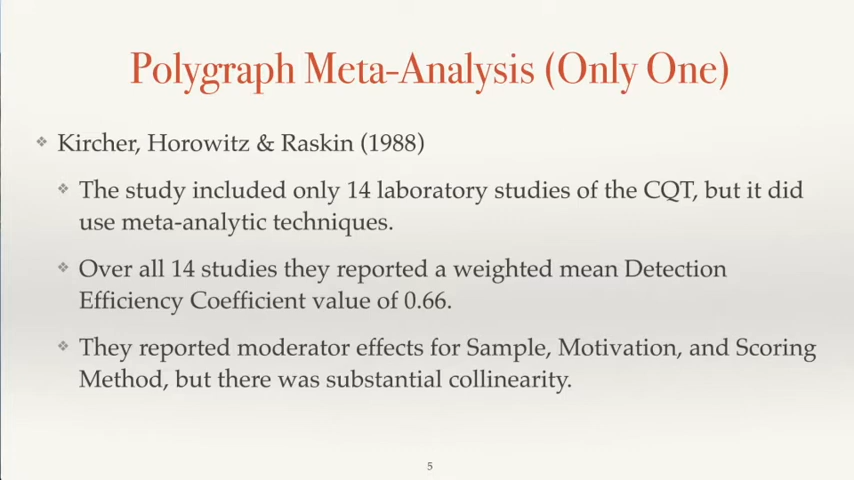 Polygraph Meta-Analysis (Only One)
Kircher, Horowitz & Raskin (1988)
The study included only 14 laboratory studies of the CQT, but it did
use meta-analytic techniques.
Over all 14 studies they reported a weighted mean Detection
Efficiency Coefficient value of 0.66.
They reported moderator effects for Sample, Motivation, and Scoring
Method, but there was substantial collinearity.
5